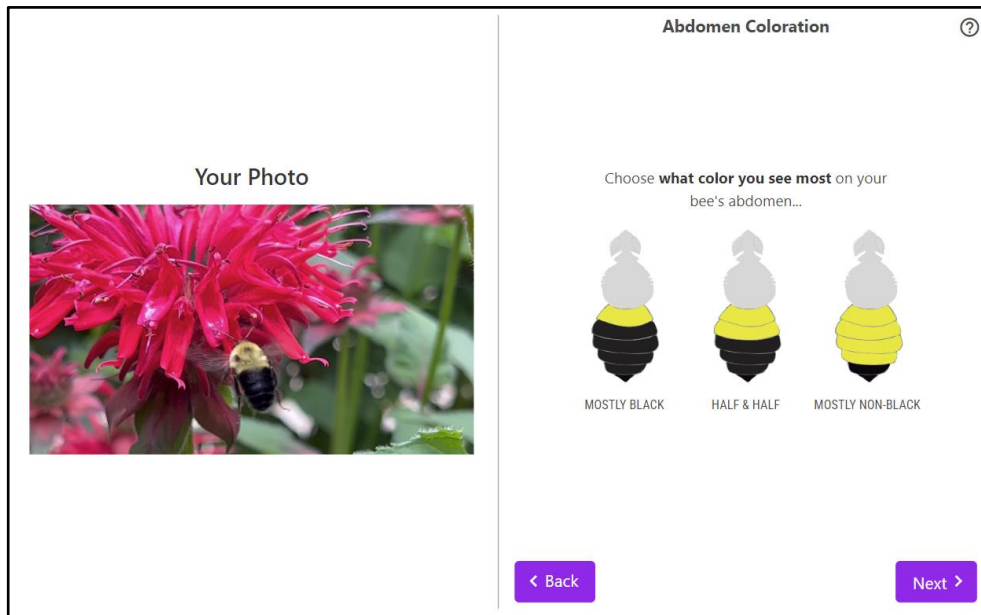 Abdomen Coloration
Your Photo
Choose what color you see most on your
bee's abdomen...
MOSTLY BLACK
HALF & HALF
MOSTLY NON-BLACK
Back
Next